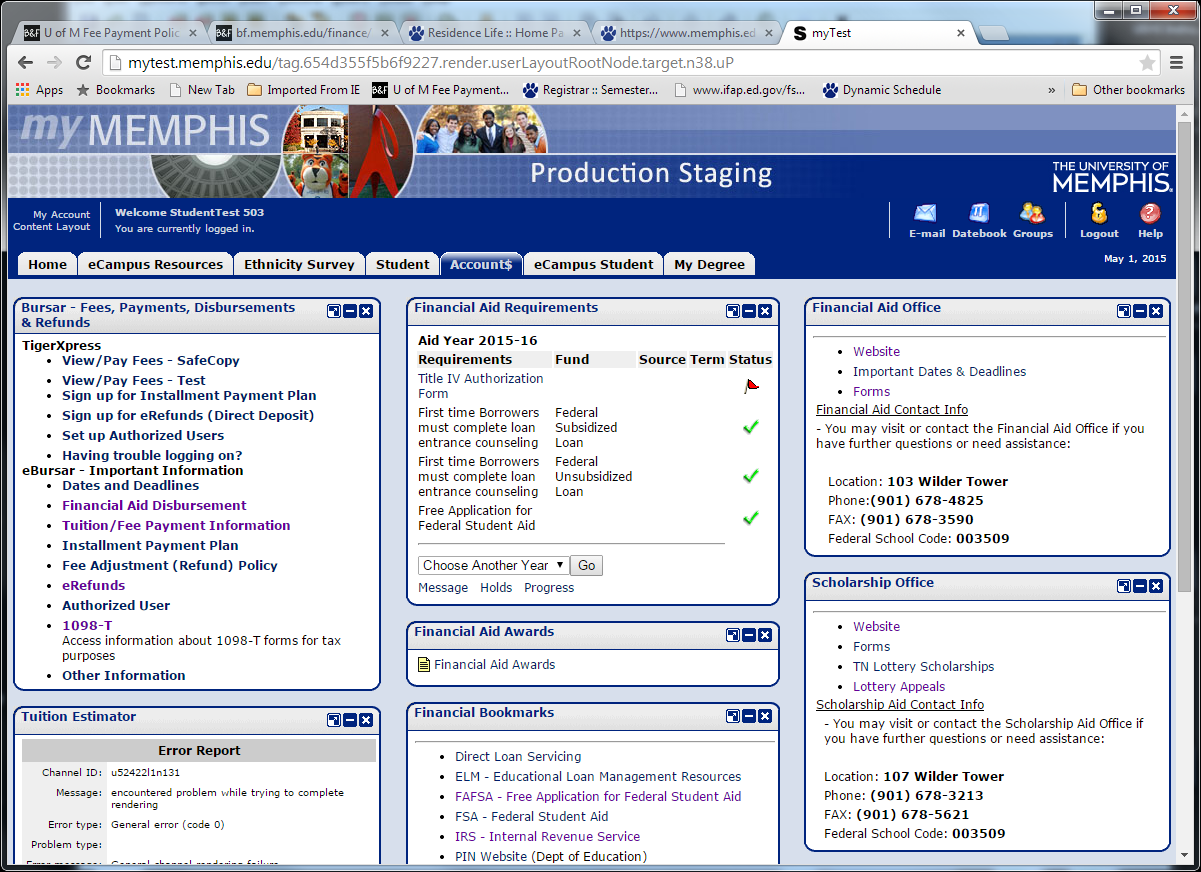 U of M Fee Payment Polic
bf.memphis.edu/finance/
Residence Life :: Home Pa
https://www.memphis.ed
myTest
mytest.memphis.edu/tag.654d355f5b6f9227.render.userLayoutRootNode.target.n38.uP
Apps
Bookmarks
New Tab
Imported From IE
U of M Fee Payment...
Registrar :: Semester...
www.ifap.ed.gov/fs...
Dynamic Schedule
»
Other bookmarks
my MEMPHIS
Production Staging
THE UNIVERSITY OF
MEMPHIS.
My Account
Content Layout
Welcome StudentTest 503
You are currently logged in.
E-mail Datebook Groups Logout Help
Home eCampus Resources Ethnicity Survey Student Account$ eCampus Student My Degree
May 1, 2015
Bursar - Fees, Payments, Disbursements
& Refunds
TigerXpress
• View/Pay Fees - SafeCopy
• View/Pay Fees - Test
• Sign up for Installment Payment Plan
• Sign up for eRefunds (Direct Deposit)
• Set up Authorized Users
• Having trouble logging on?
eBursar - Important Information
• Dates and Deadlines
• Financial Aid Disbursement
• Tuition/Fee Payment Information
• Installment Payment Plan
• Fee Adjustment (Refund) Policy
• eRefunds
• Authorized User
• 1098-T
Access information about 1098-T forms for tax
purposes
• Other Information
Tuition Estimator
Error Report
Channel ID: u52422l1n131
Message: encountered problem while trying to complete
rendering
Error type: General error (code 0)
Problem type:
Error message: General channel rendering failure
Financial Aid Requirements
Aid Year 2015-16
Requirements Fund Source Term Status
Title IV Authorization
Form
First time Borrowers Federal
must complete loan Subsidized
entrance counseling Loan
First time Borrowers Federal
must complete loan Unsubsidized
entrance counseling Loan
Free Application for
Federal Student Aid
Choose Another Year Go
Message Holds Progress
Financial Aid Awards
Financial Aid Awards
Financial Bookmarks
• Direct Loan Servicing
• ELM - Educational Loan Management Resources
• FAFSA - Free Application for Federal Student Aid
• FSA - Federal Student Aid
• IRS - Internal Revenue Service
• PIN Website (Dept of Education)
Financial Aid Office
• Website
• Important Dates & Deadlines
• Forms
Financial Aid Contact Info
- You may visit or contact the Financial Aid Office if you
have further questions or need assistance:
Location: 103 Wilder Tower
Phone:(901) 678-4825
FAX: (901) 678-3590
Federal School Code: 003509
Scholarship Office
• Website
• Forms
• TN Lottery Scholarships
• Lottery Appeals
Scholarship Aid Contact Info
- You may visit or contact the Scholarship Aid Office if
you have further questions or need assistance:
Location: 107 Wilder Tower
Phone: (901) 678-3213
FAX: (901) 678-5621
Federal School Code: 003509